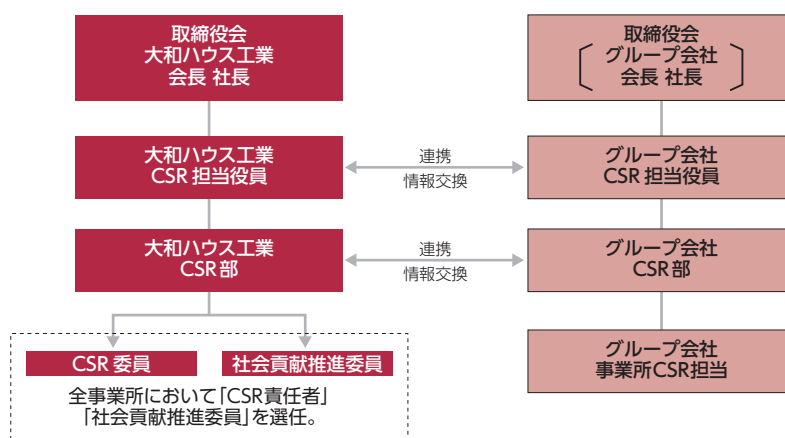 取締役会
大和ハウス工業
会長 社長
取締役会
グループ会社
会長 社長
大和ハウス工業
CSR 担当役員
連携
情報交換
グループ会社
CSR 担当役員
大和ハウス工業
CSR 部
連携
情報交換
グループ会社
CSR 部
CSR 委員
社会貢献推進委員
全事業所において「CSR責任者」
「社会貢献推進委員」を選任。
グループ会社
事業所CSR担当